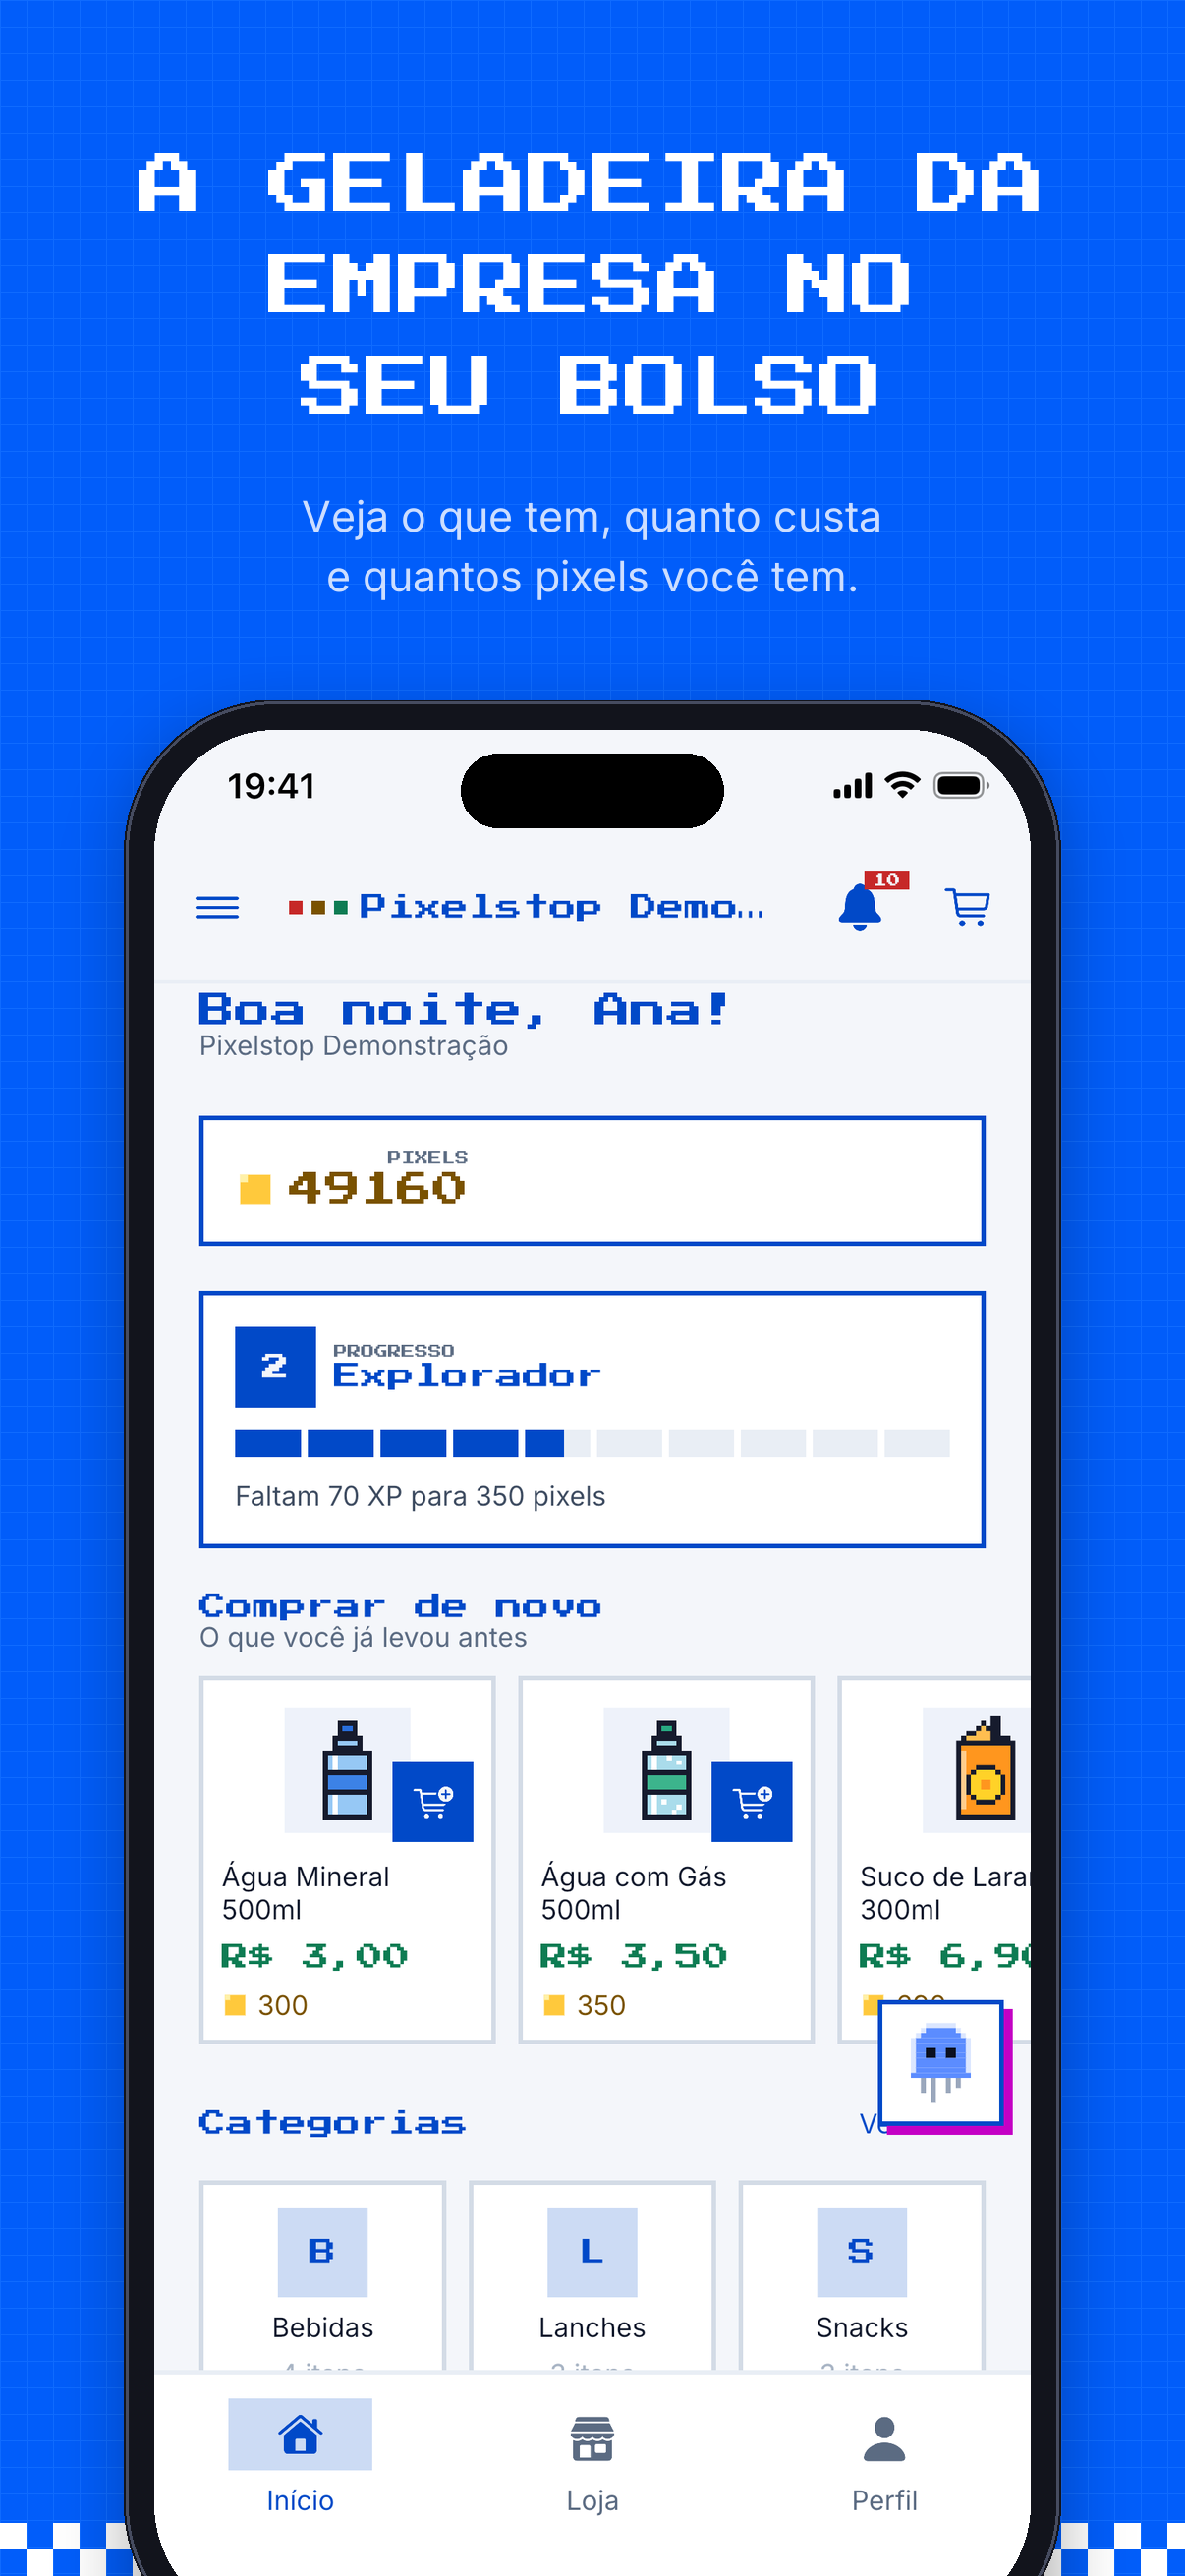 A GELADEIRA DA
EMPRESA NO
SEU BOLSO
Veja o que tem, quanto custa
e quantos pixels você tem.
19:41
Pixelstop Demo...
10
Boa noite, Ana!
Pixelstop Demonstração
PIXELS
49160
2
PROGRESSO
Explorador
Faltam 70 XP para 350 pixels
Comprar de novo
O que você já levou antes
Água Mineral
500ml
R$ 3,00
300
Água com Gás
500ml
R$ 3,50
350
Suco de
300ml
R$
Categorias
B
Bebidas
L
Lanches
S
Snacks
Início
Loja
Perfil